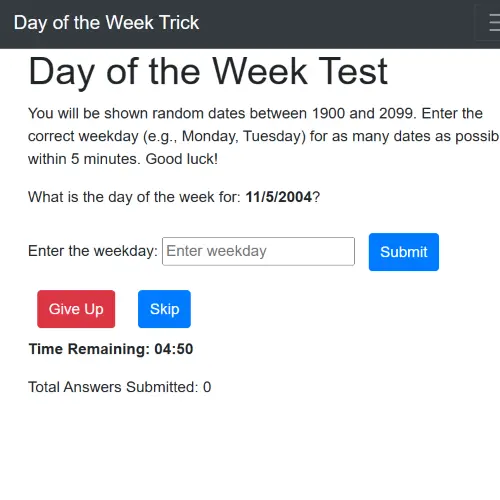 Day of the Week Trick
Day of the Week Test
You will be shown random dates between 1900 and 2099. Enter the
correct weekday (e.g., Monday, Tuesday) for as many dates as possib
within 5 minutes. Good luck!
What is the day of the week for: 11/5/2004?
Enter the weekday: Enter weekday Submit
Give Up Skip
Time Remaining: 04:50
Total Answers Submitted: 0